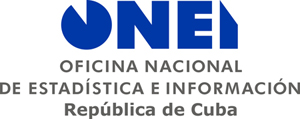 ONEI
OFICINA NACIONAL
DE ESTADÍSTICA E INFORMACIÓN
República de Cuba